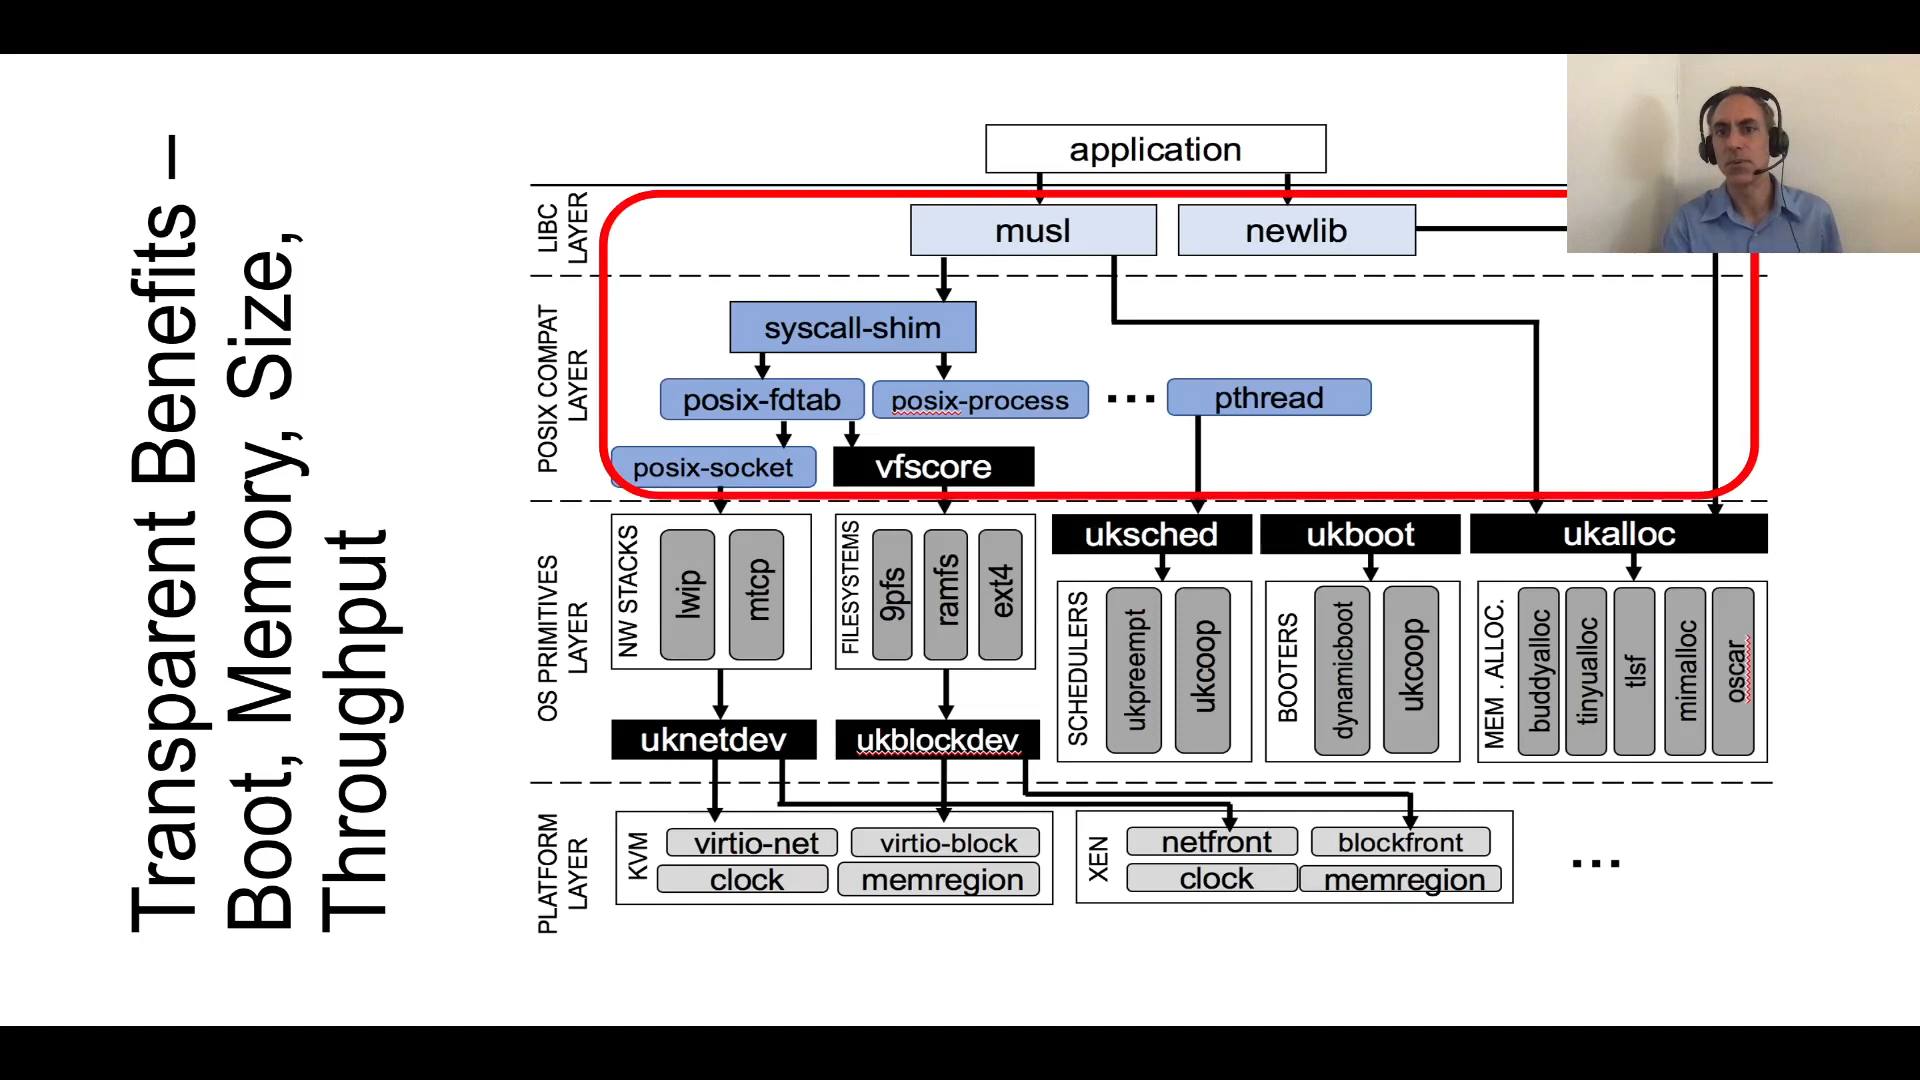 Transparent Benefits –
Boot, Memory, Size,
Throughput
application
LIBC
LAYER
musl
newlib
POSIX COMPAT
LAYER
syscall-shim
posix-fdtab
posix-process
...
pthread
posix-socket
vfscore
OS PRIMITIVES
LAYER
NW STACKS
lwip
mtcp
FILESYSTEMS
9pfs
ramfs
ext4
uksched
ukboot
ukalloc
SCHEDULERS
ukpreempt
ukcoop
BOOTERS
dynamicboot
ukcoop
MEM . ALLOC.
buddyalloc
tinyualloc
tlsf
mimalloc
oscar
uknetdev
ukblockdev
PLATFORM
LAYER
KVM
virtio-net
virtio-block
clock
memregion
XEN
netfront
blockfront
clock
memregion
...